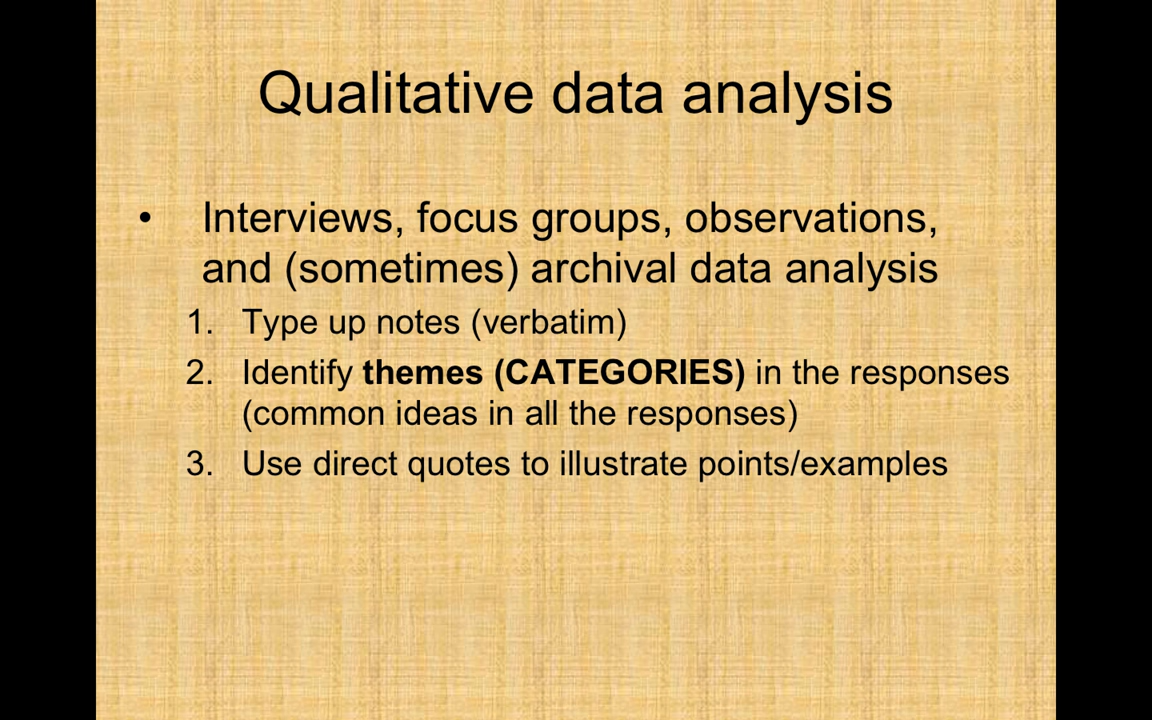 Qualitative data analysis
• Interviews, focus groups, observations,
and (sometimes) archival data analysis
1. Type up notes (verbatim)
2. Identify themes (CATEGORIES) in the responses
(common ideas in all the responses)
3. Use direct quotes to illustrate points/examples